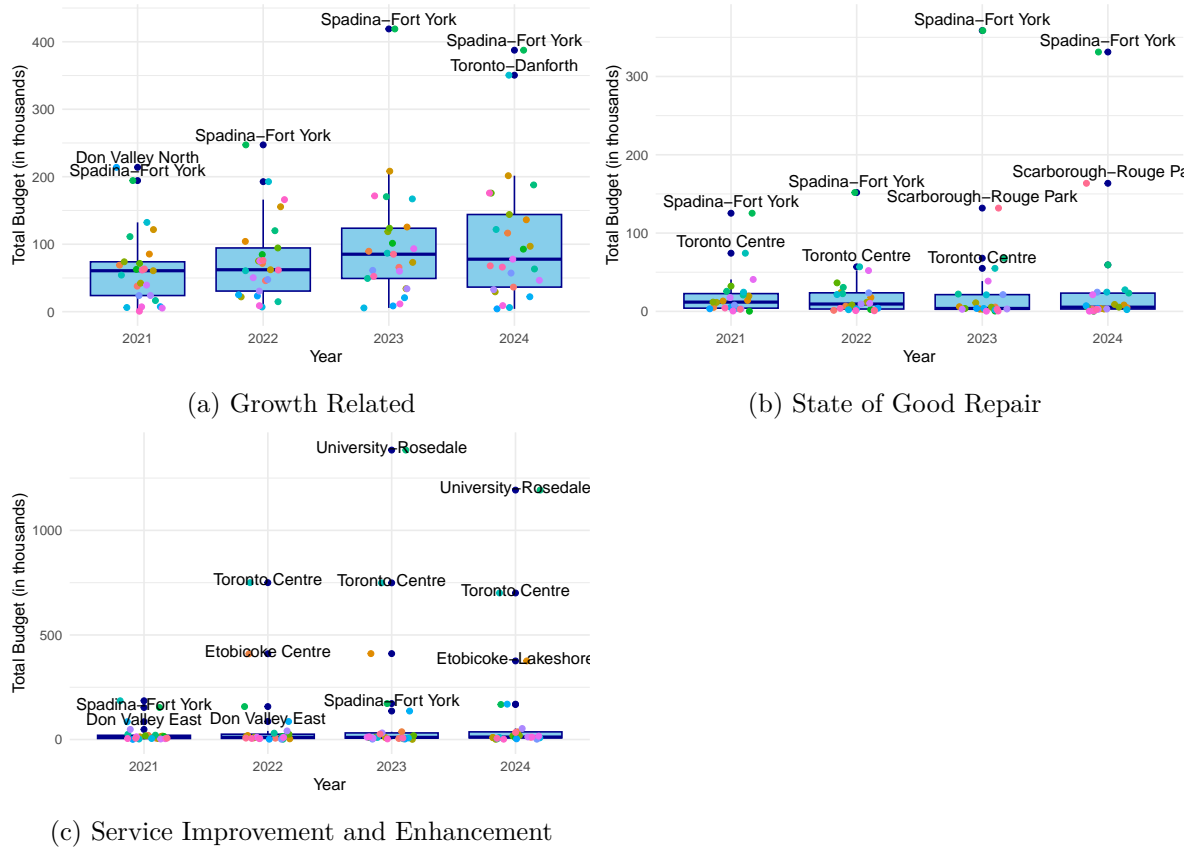 Total Budget (in thousands)
400
300
200
100
0
Spadina−Fort York
Spadina−Fort York
Toronto−Danforth
Spadina−Fort York
Don Valley North
Spadina−Fort York
2021
2022
2023
2024
Year
(a) Growth Related
Total Budget (in thousands)
300
200
100
0
Spadina−Fort York
Spadina−Fort York
Scarborough−Rouge Pa
Spadina−Fort York
Scarborough−Rouge Park
Spadina−Fort York
Toronto Centre
Toronto Centre
Toronto Centre
2021
2022
2023
2024
Year
(b) State of Good Repair
Total Budget (in thousands)
1000
500
0
University−Rosedale
University−Rosedale
Toronto Centre
Toronto Centre
Toronto Centre
Etobicoke Centre
Etobicoke−Lakeshore
Spadina−Fort York
Spadina−Fort York
Don Valley East
Don Valley East
2021
2022
2023
2024
Year
(c) Service Improvement and Enhancement